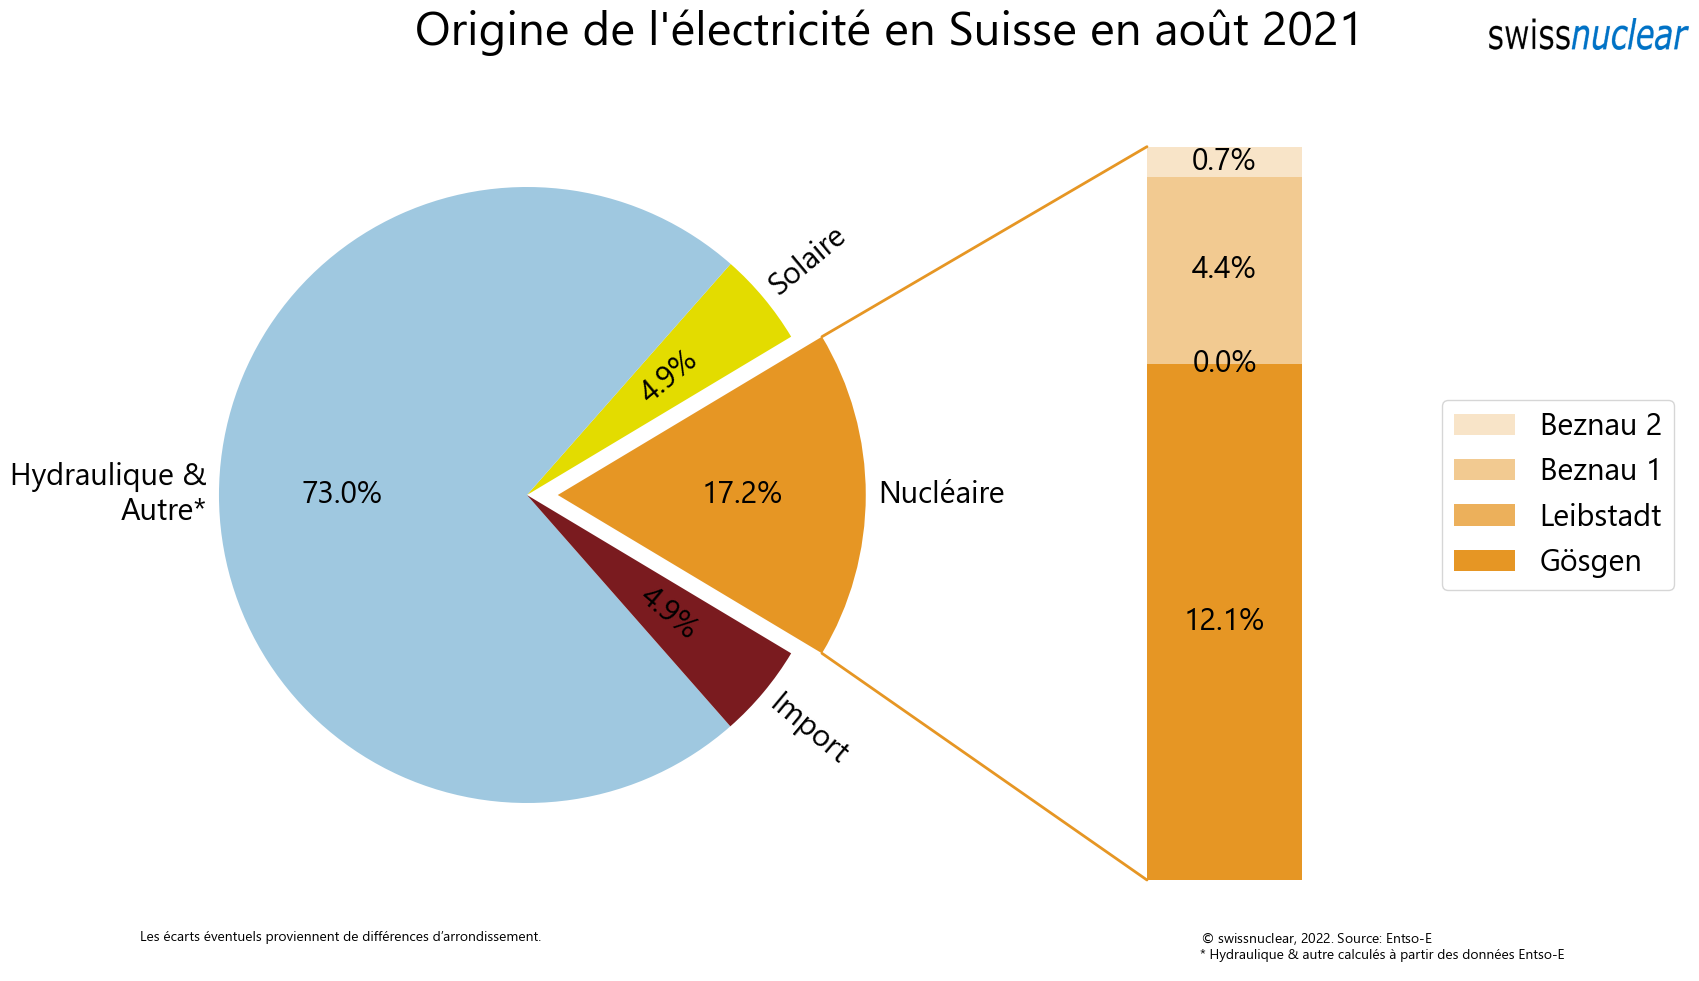 Origine de l'électricité en Suisse en août 2021
swissnuclear
Solaire
4.9%
Hydraulique &
Autre*
73.0%
17.2%
Nucléaire
4.9%
Import
0.7%
4.4%
0.0%
12.1%
Beznau 2
Beznau 1
Leibstadt
Gösgen
Les écarts éventuels proviennent de différences d’arrondissement.
© swissnuclear, 2022. Source: Entso-E
* Hydraulique & autre calculés à partir des données Entso-E